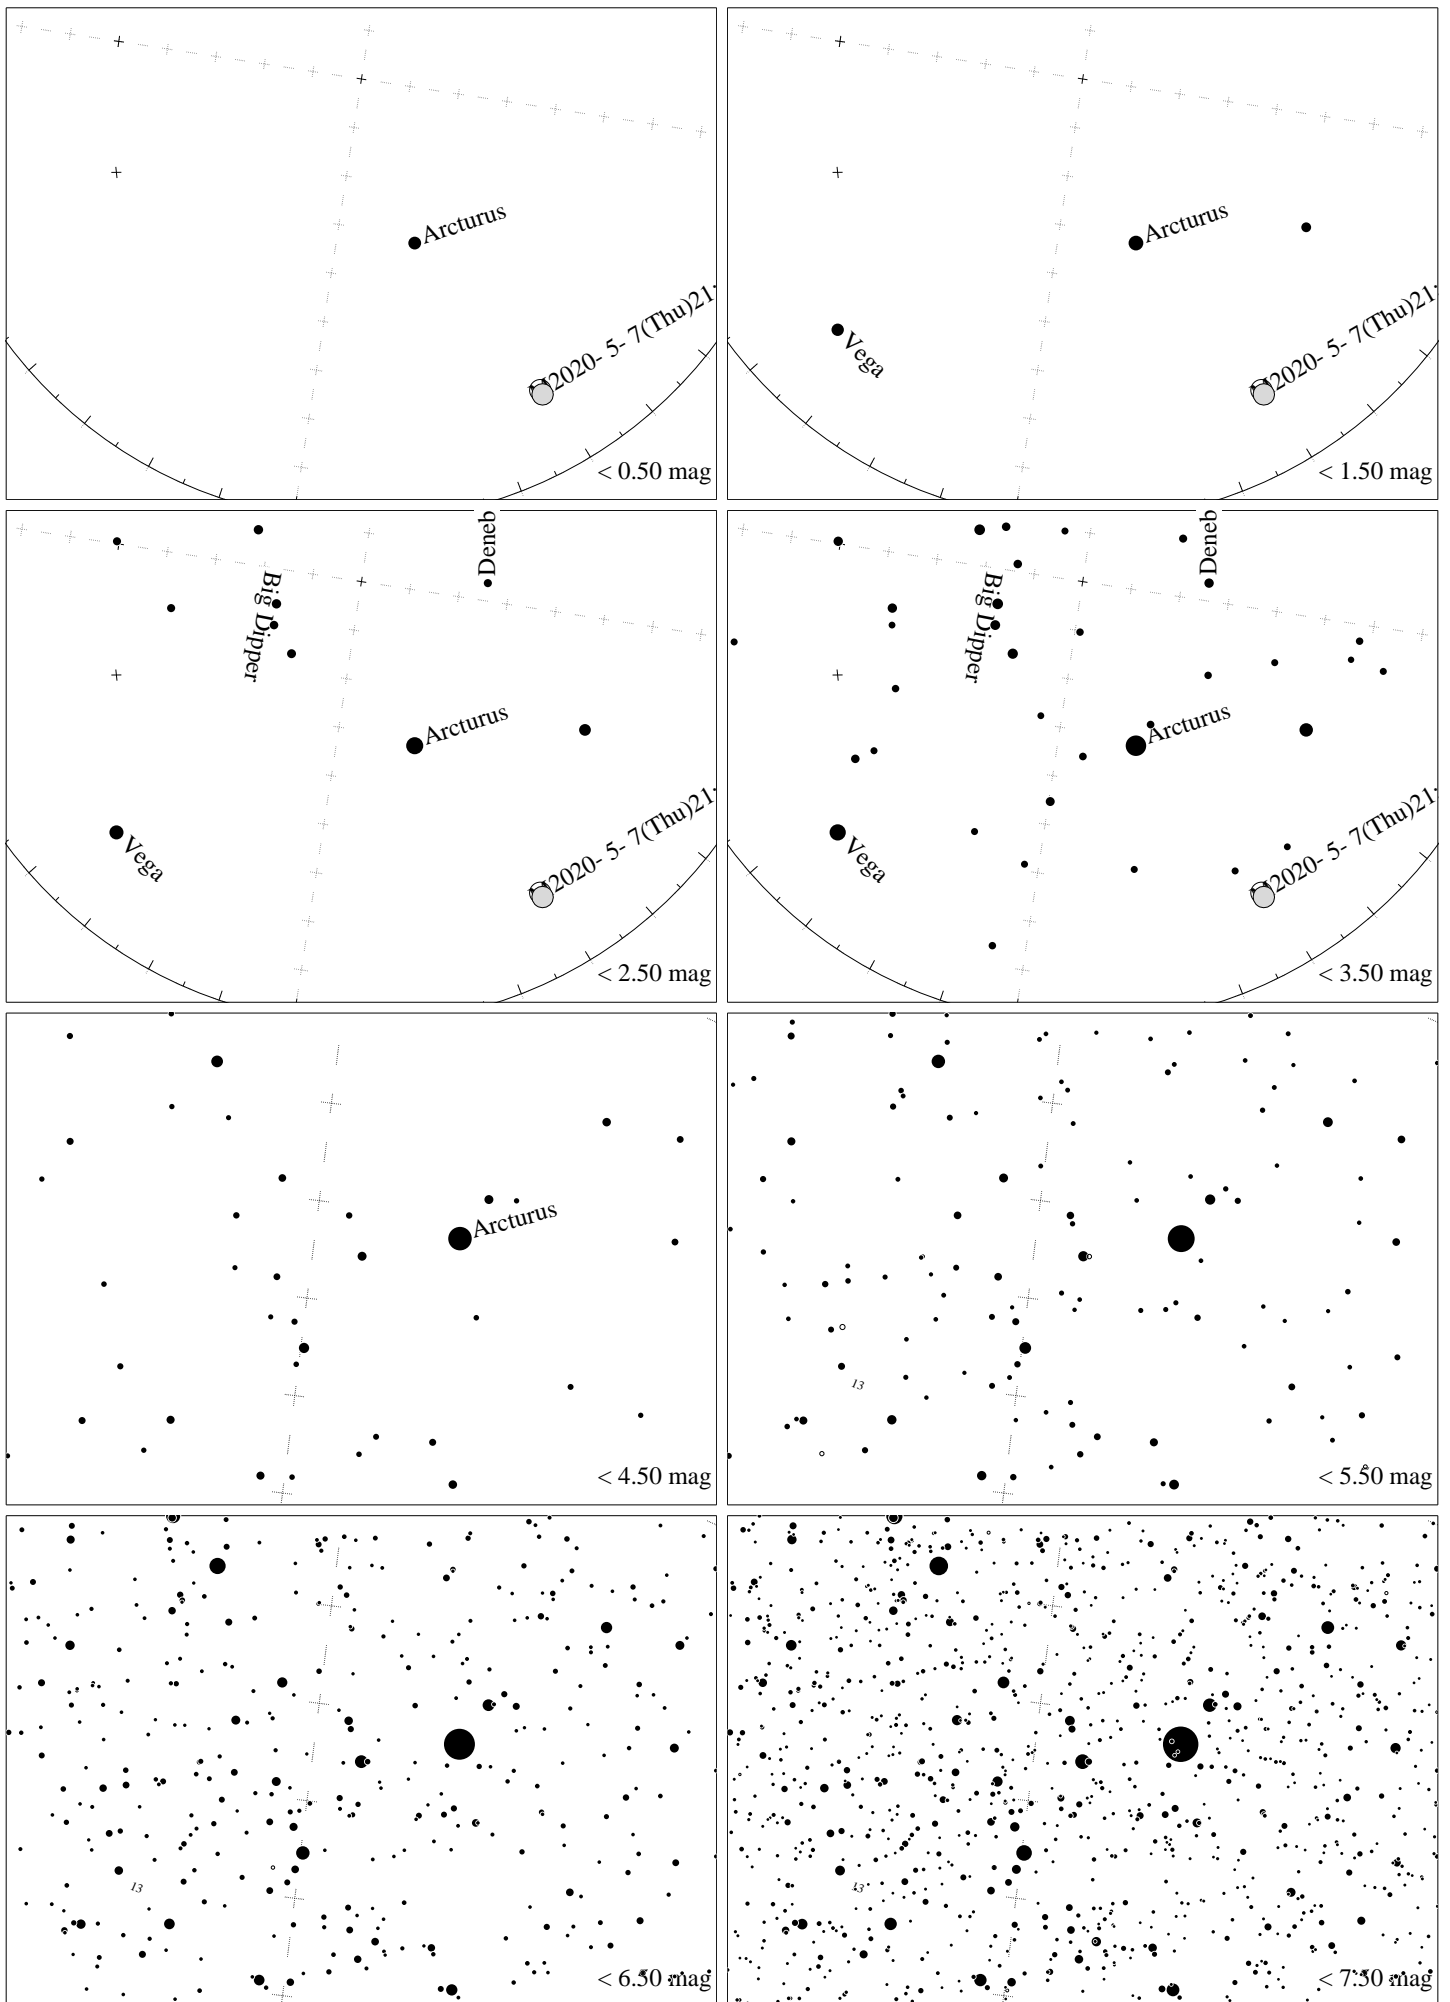 Arcturus
2020- 5- 7(Thu)21
< 0.50 mag
Arcturus
Vega
2020- 5- 7(Thu)21
< 1.50 mag
Deneb
Big Dipper
Arcturus
Vega
2020- 5- 7(Thu)21
< 2.50 mag
Deneb
Big Dipper
Arcturus
Vega
2020- 5- 7(Thu)21
< 3.50 mag
Arcturus
< 4.50 mag
13
< 5.50 mag
13
< 6.50 mag
13
< 7.50 mag